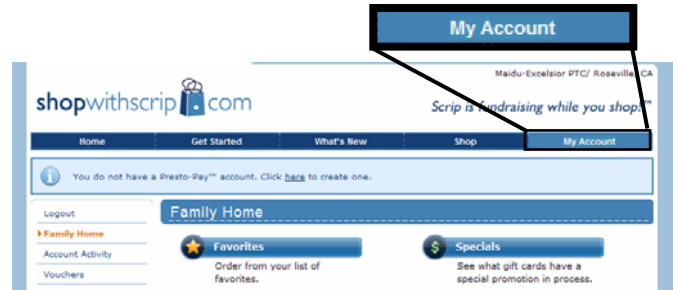 My Account
Maidu-Excelsior PTC/ Roseville, CA
shopwithscrip.com
Scrip is fundraising while you shop!™
Home Get Started What's New Shop My Account
You do not have a Presto-Pay™ account. Click here to create one.
Logout
Family Home
Account Activity
Vouchers
Family Home
Favorites
Order from your list of
favorites.
$ Specials
See what gift cards have a
special promotion in process.